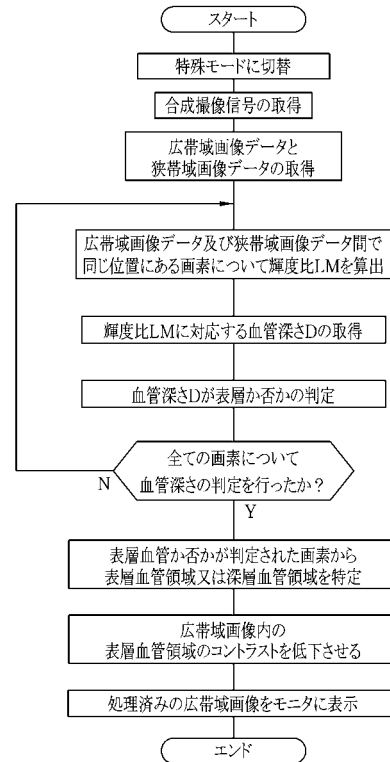 スタート
特殊モードに切替
合成撮像信号の取得
広帯域画像データと
狭帯域画像データの取得
広帯域画像データ及び狭帯域画像データ間で
同じ位置にある画素について輝度比LMを算出
輝度比LMに対応する血管深さDの取得
血管深さDが表層か否かの判定
全ての画素について
血管深さの判定を行ったか？
N
Y
表層血管か否かが判定された画素から
表層血管領域又は深層血管領域を特定
広帯域画像内の
表層血管領域のコントラストを低下させる
処理済みの広帯域画像をモニタに表示
エンド